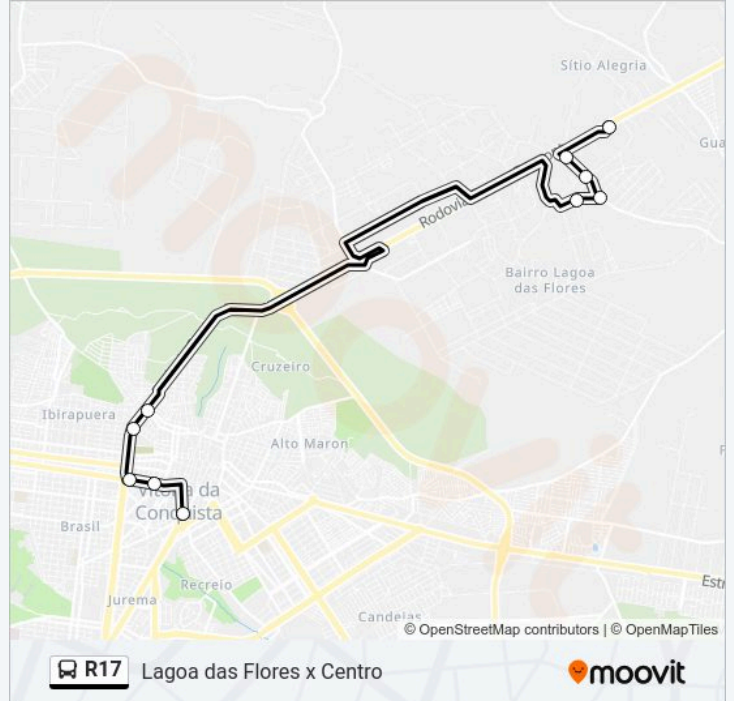 Sítio Alegria
Gua
Rodovia
Bairro Lagoa
das Flores
Cruzeiro
Ibirapuera
Alto Maron
Vitória da
Conquista
Brasil
Estr
Recreio
Jurema
Candeias
© OpenStreetMap contributors | © OpenMapTiles
R17 Lagoa das Flores x Centro
moovit